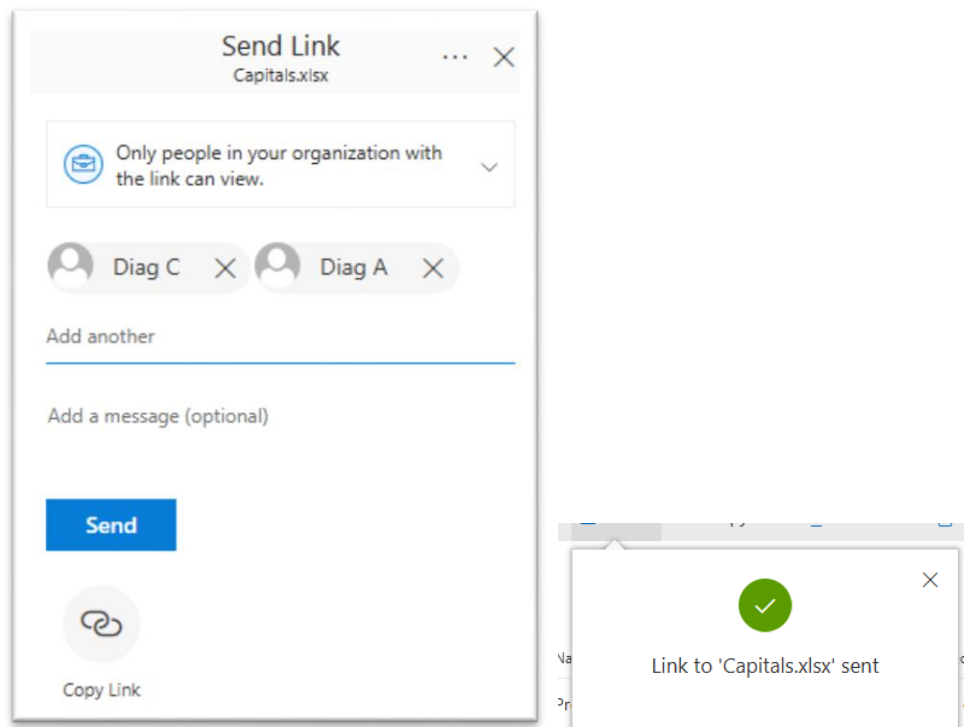 Send Link
Capitals.xlsx
Only people in your organization with
the link can view.
Diag C
Diag A
Add another
Add a message (optional)
Send
Copy Link
Link to 'Capitals.xlsx' sent